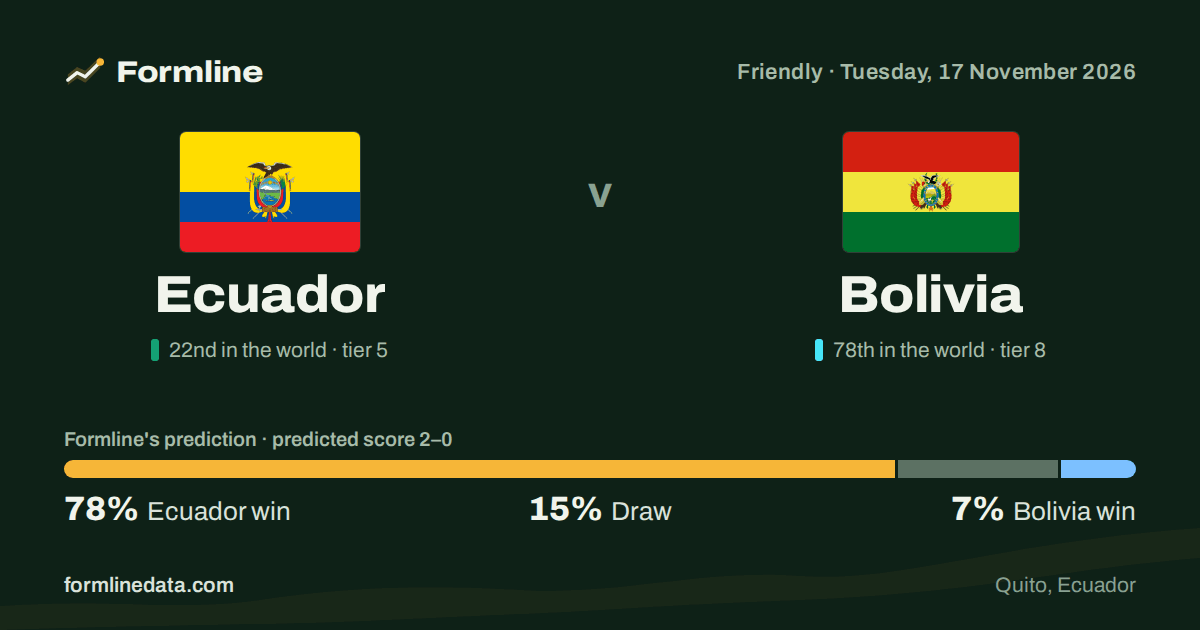 Formline
Friendly · Tuesday, 17 November 2026
V
Ecuador
Bolivia
22nd in the world · tier 5
78th in the world · tier 8
Formline's prediction · predicted score 2–0
78% Ecuador win
15% Draw
7% Bolivia win
formlinedata.com
Quito, Ecuador